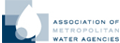 ASSOCIATION OF
METROPOLITAN
WATER AGENCIES